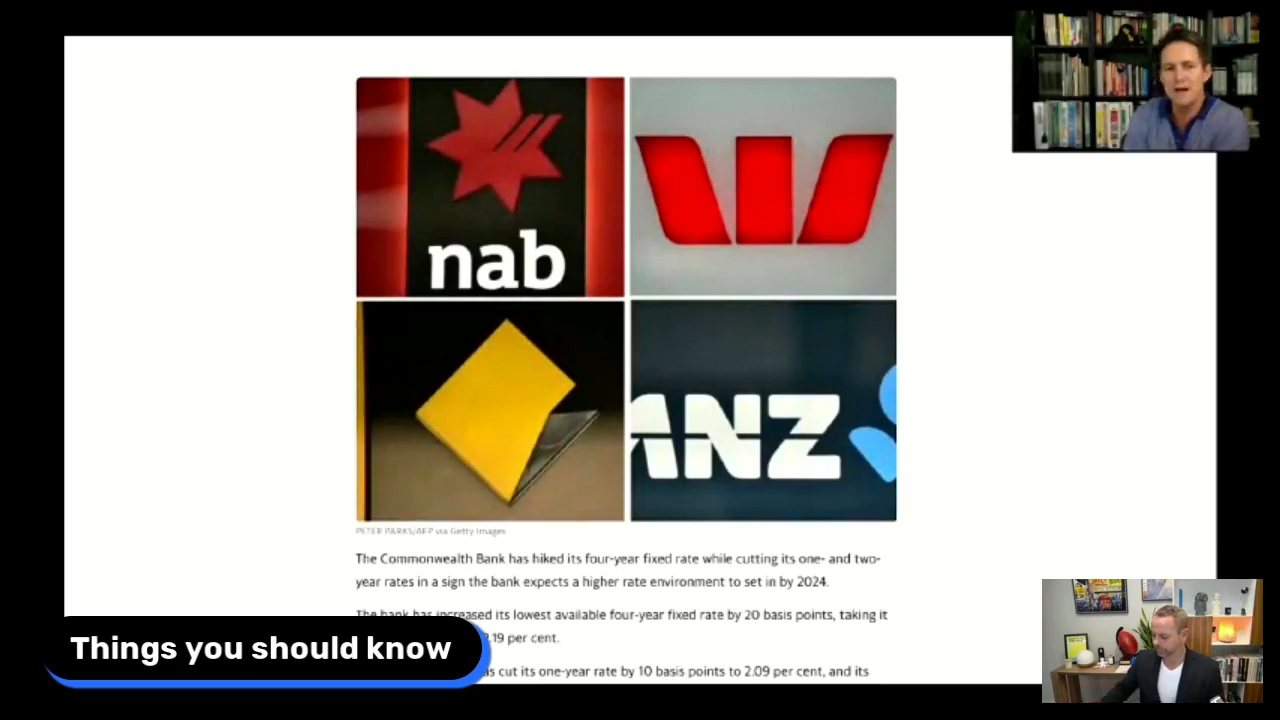 nab
ANZ
PETER PARKS/AFP via Getty Images
The Commonwealth Bank has hiked its four-year fixed rate while cutting its one- and two-
year rates in a sign the bank expects a higher rate environment to set in by 2024.
The bank has increased its lowest available four-year fixed rate by 20 basis points, taking it
2.19 per cent.
Things you should know
as cut its one-year rate by 10 basis points to 2.09 per cent, and its